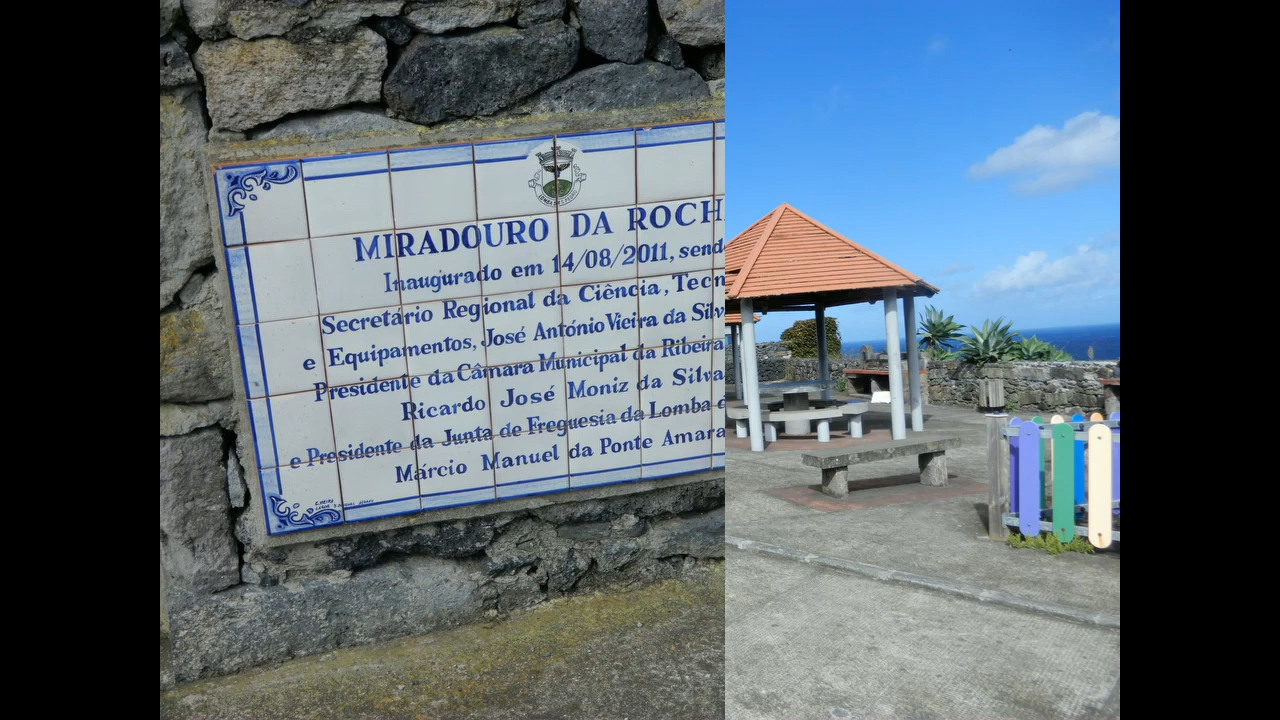 MIRADOURO DA ROCH
Inaugurado em 14/08/2011, send
Secretário Regional da Ciência, Tecn
e Equipamentos, José António Vieira da Silv
Presidente da Câmara Municipal da Ribeira
Ricardo José Moniz da Silva
e Presidente da Junta de Freguesia da Lomba d
Márcio Manuel da Ponte Amara